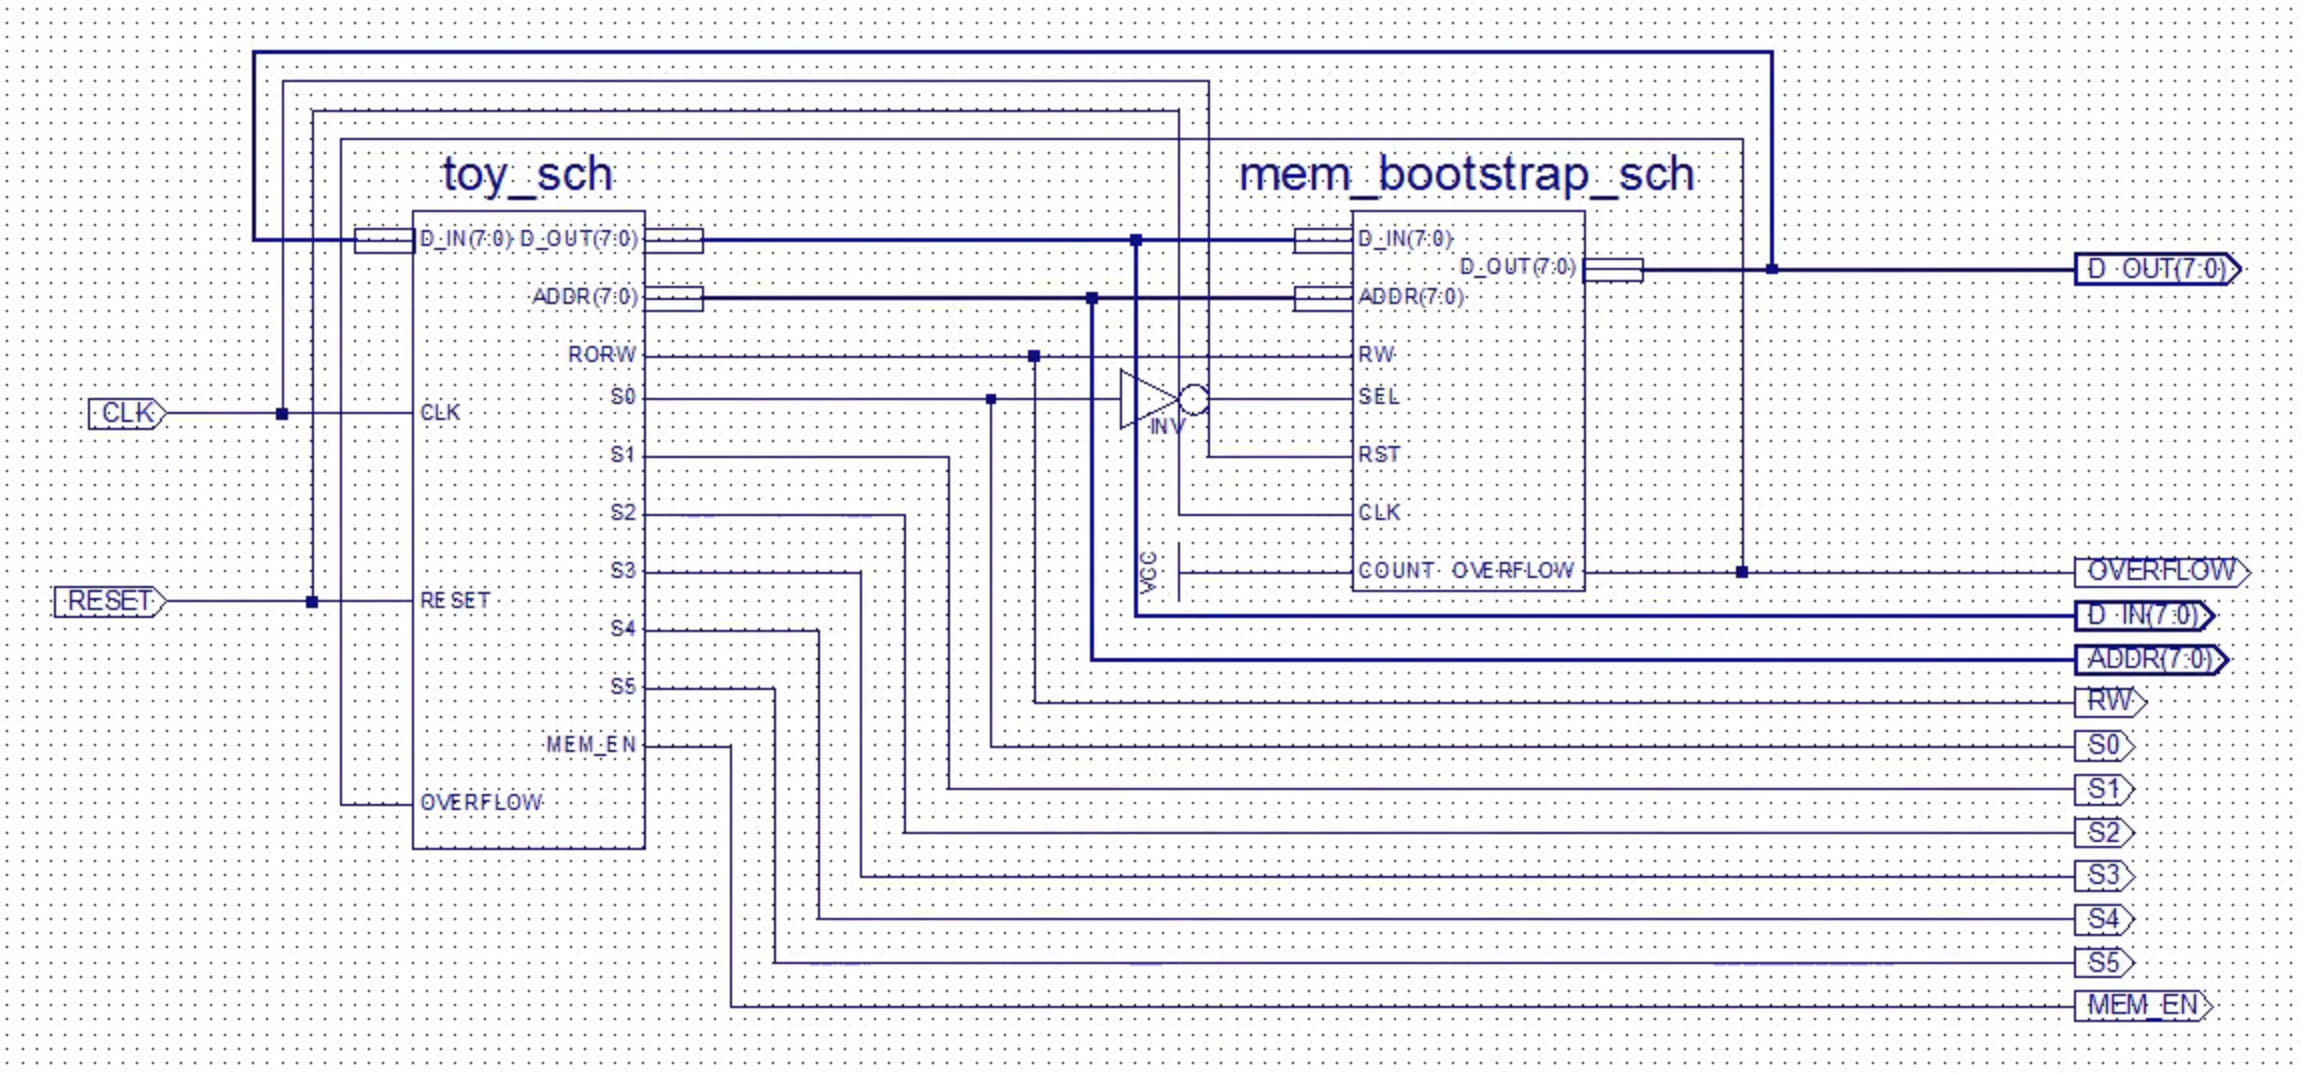 toy_sch
mem_bootstrap_sch
D_IN(7:0) D_OUT(7:0)
D_IN(7:0)
D_OUT(7:0)
D_OUT(7:0)
ADDR(7:0)
ADDR(7:0)
RORW
RW
S0
SEL
CLK
CLK
INV
S1
RST
S2
CLK
S3
VCC
COUNT OVERFLOW
OVERFLOW
RESET
RESET
D_IN(7:0)
S4
ADDR(7:0)
S5
RW
MEM_EN
S0
S1
OVERFLOW
S2
S3
S4
S5
MEM_EN